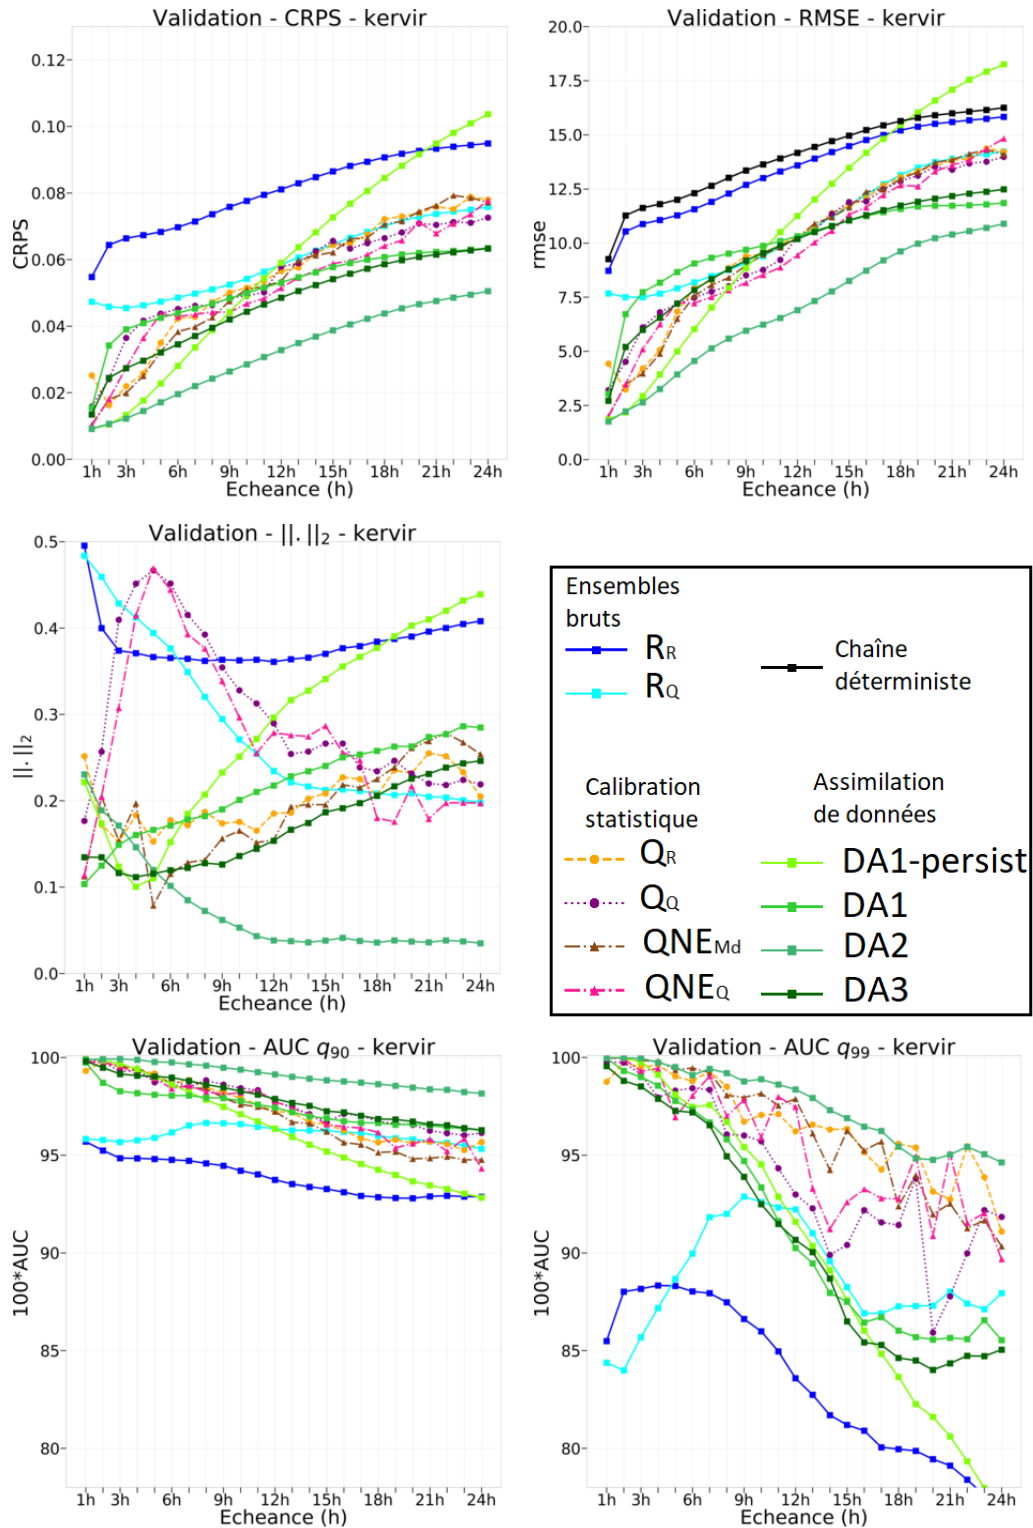 Validation - CRPS - kervir
CRPS
0.12
0.10
0.08
0.06
0.04
0.02
0.00
1h 3h 6h 9h 12h 15h 18h 21h 24h
Echeance (h)
Validation - RMSE - kervir
rmse
20.0
17.5
15.0
12.5
10.0
7.5
5.0
2.5
0.0
1h 3h 6h 9h 12h 15h 18h 21h 24h
Echeance (h)
Validation - ||.||₂ - kervir
||.||₂
0.5
0.4
0.3
0.2
0.1
0.0
1h 3h 6h 9h 12h 15h 18h 21h 24h
Echeance (h)
Ensembles
bruts
R_R
R_Q
Chaîne
déterministe
Calibration
statistique
Q_R
Q_Q
QNE_Md
QNE_Q
Assimilation
de données
DA1-persist
DA1
DA2
DA3
Validation - AUC q₉₀ - kervir
100*AUC
100
95
90
85
80
1h 3h 6h 9h 12h 15h 18h 21h 24h
Echeance (h)
Validation - AUC q₉₉ - kervir
100*AUC
100
95
90
85
80
1h 3h 6h 9h 12h 15h 18h 21h 24h
Echeance (h)